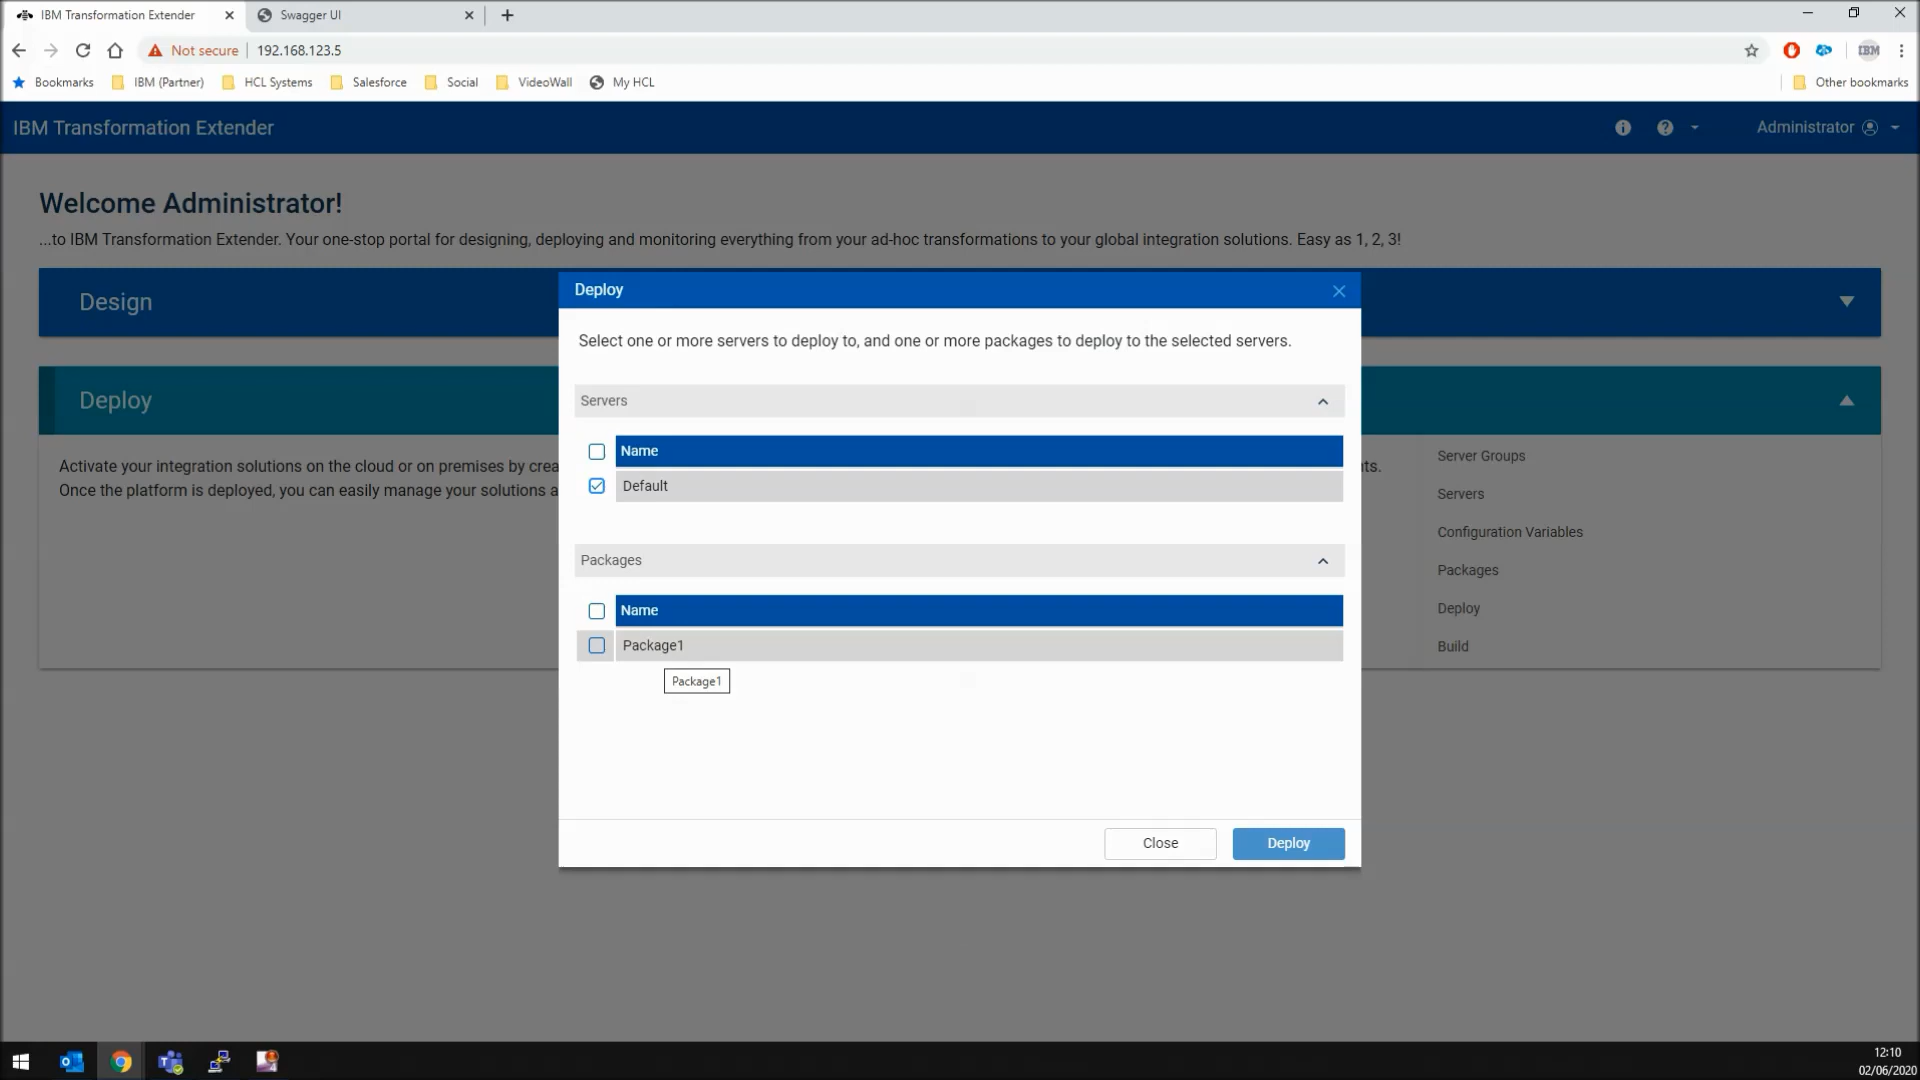 IBM Transformation Extender
Swagger UI
Not secure
192.168.123.5
IBM
Bookmarks
IBM (Partner)
HCL Systems
Salesforce
Social
VideoWall
My HCL
Other bookmarks
IBM Transformation Extender
Administrator
Welcome Administrator!
...to IBM Transformation Extender. Your one-stop portal for designing, deploying and monitoring everything from your ad-hoc transformations to your global integration solutions. Easy as 1, 2, 3!
Design
Deploy
Activate your integration solutions on the cloud or on premises by crea
ts.
Once the platform is deployed, you can easily manage your solutions a
Server Groups
Servers
Configuration Variables
Packages
Deploy
Build
Deploy
Select one or more servers to deploy to, and one or more packages to deploy to the selected servers.
Servers
Name
Default
Packages
Name
Package1
Package1
Close
Deploy
12:10
02/06/2020